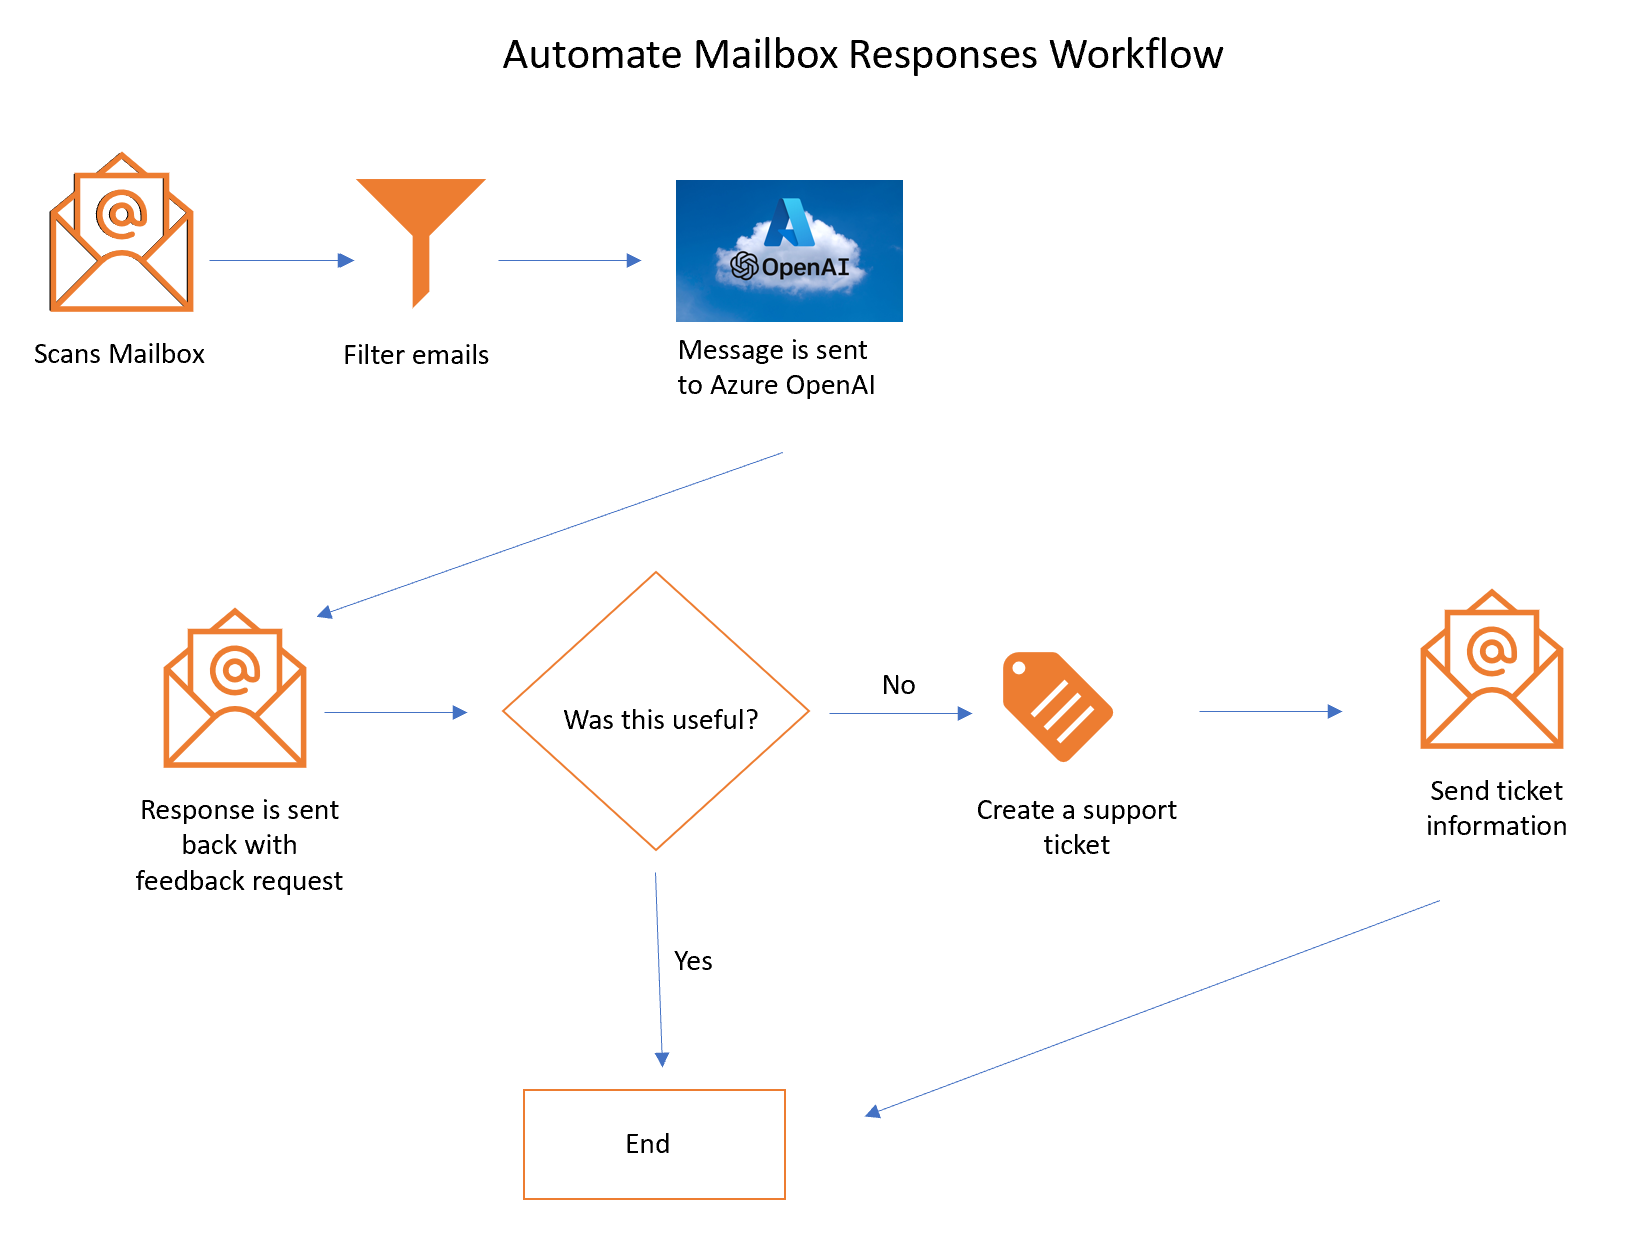 Automate Mailbox Responses Workflow
@
A
OpenAI
Scans Mailbox
Filter emails
Message is sent
to Azure OpenAI
@
@
Was this useful?
No
Response is sent
back with
feedback request
Create a support
ticket
Send ticket
information
Yes
End